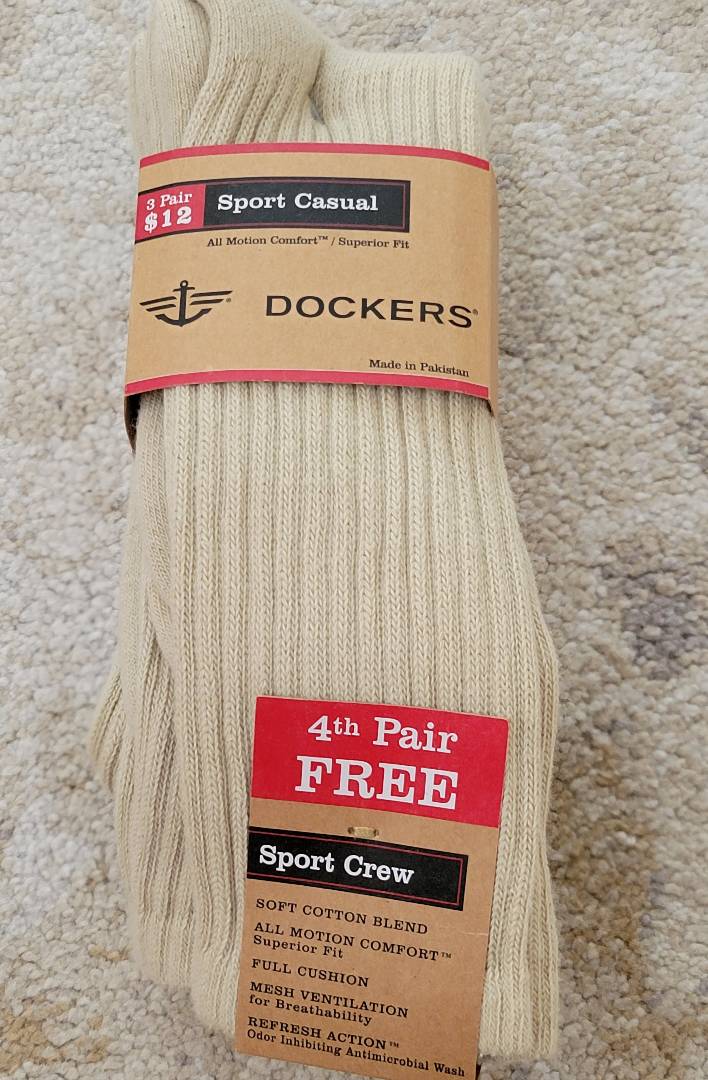 3 Pair
$12
Sport Casual
All Motion Comfort™ / Superior Fit
DOCKERS®
Made in Pakistan
4th Pair
FREE
Sport Crew
SOFT COTTON BLEND
ALL MOTION COMFORT™
Superior Fit
FULL CUSHION
MESH VENTILATION
for Breathability
REFRESH ACTION™
Odor Inhibiting Antimicrobial Wash